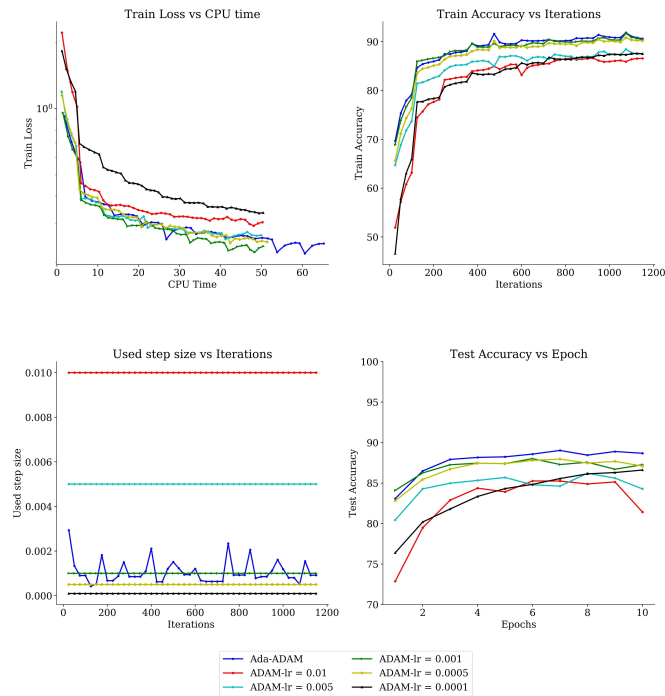 Train Loss vs CPU time
Train Loss
10⁰
0 10 20 30 40 50 60
CPU Time
Train Accuracy vs Iterations
Train Accuracy
90
80
70
60
50
0 200 400 600 800 1000 1200
Iterations
Used step size vs Iterations
Used step size
0.010
0.008
0.006
0.004
0.002
0.000
0 200 400 600 800 1000 1200
Iterations
Test Accuracy vs Epoch
Test Accuracy
100
95
90
85
80
75
70
2 4 6 8 10
Epochs
Ada-ADAM
ADAM-lr = 0.01
ADAM-lr = 0.005
ADAM-lr = 0.001
ADAM-lr = 0.0005
ADAM-lr = 0.0001